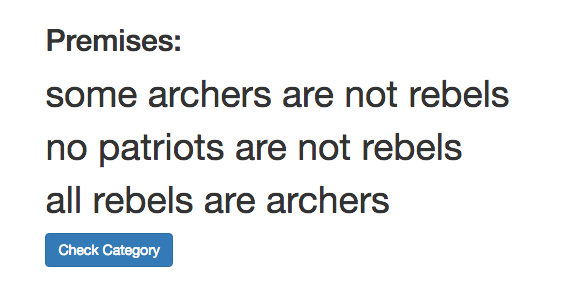 Premises:
some archers are not rebels
no patriots are not rebels
all rebels are archers
Check Category